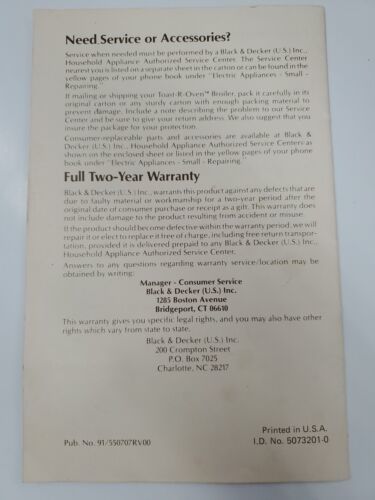 Need Service or Accessories?
Service when needed must be performed by a Black & Decker (U.S.) Inc.,
Household Appliance Authorized Service Center. The Service Center
nearest you is listed on a separate sheet in the carton or can be found in the
yellow pages of your phone book under "Electric Appliances - Small -
Repairing".
If mailing or shipping your Toast-R-Oven™ Broiler, pack it carefully in its
original carton or any sturdy carton with enough packing material to
prevent damage. Include a note describing the problem to our Service
Center and be sure to give your return address. We also suggest that you
insure the package for your protection.
Consumer-replaceable parts and accessories are available at Black &
Decker (U.S.) Inc., Household Appliance Authorized Service Centers as
shown on the enclosed sheet or listed in the yellow pages of your phone
book under "Electric Appliances - Small - Repairing."
Full Two-Year Warranty
Black & Decker (U.S.) Inc., warrants this product against any defects that are
due to faulty material or workmanship for a two-year period after the
original date of consumer purchase or receipt as a gift. This warranty does
not include damage to the product resulting from accident or misuse.
If the product should become defective within the warranty period, we will
repair it or elect to replace it free of charge, including free return transpor-
tation, provided it is delivered prepaid to any Black & Decker (U.S.) Inc.,
Household Appliance Authorized Service Center.
Answers to any questions regarding warranty service/location may be
obtained by writing:
Manager - Consumer Service
Black & Decker (U.S.) Inc.
1285 Boston Avenue
Bridgeport, CT 06610
This warranty gives you specific legal rights, and you may also have other
rights which vary from state to state.
Black & Decker (U.S.) Inc.
200 Crompton Street
P.O. Box 7025
Charlotte, NC 28217
Pub. No. 91/550707RV00
Printed in U.S.A.
I.D. No. 5073201-0